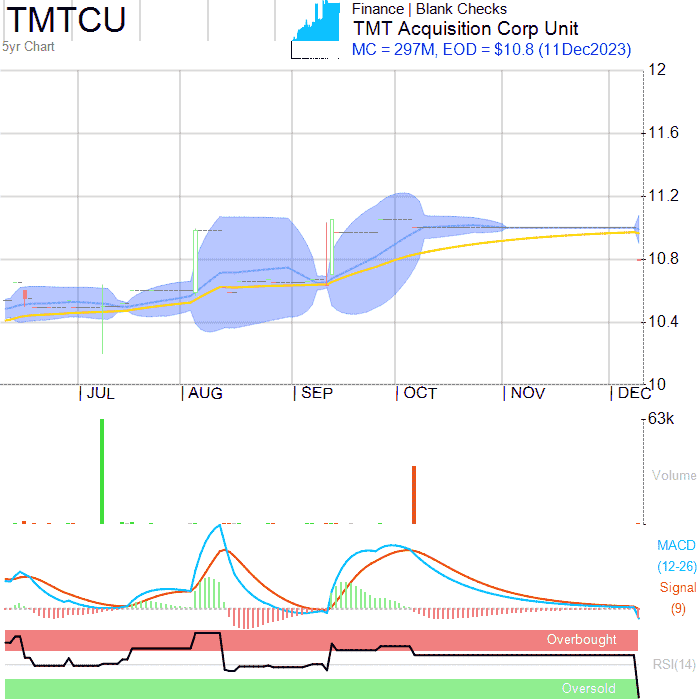 TMTCU
5yr Chart
Finance | Blank Checks
TMT Acquisition Corp Unit
MC = 297M, EOD = $10.8 (11Dec2023)
12
11.6
11.2
10.8
10.4
10
JUL AUG SEP OCT NOV DEC
63k
Volume
MACD
(12-26)
Signal
(9)
Overbought
RSI(14)
Oversold